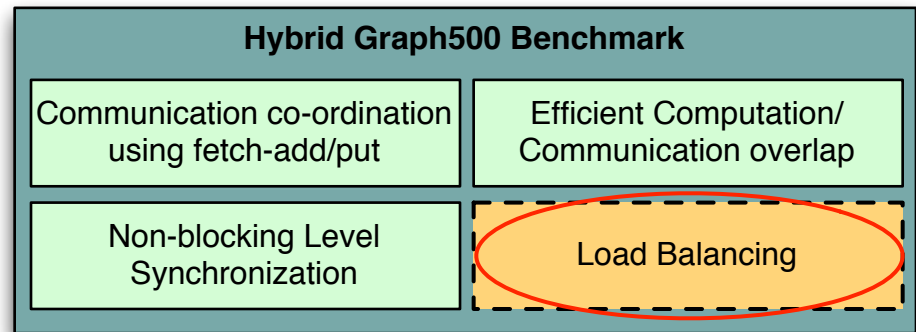 Hybrid Graph500 Benchmark
Communication co-ordination
using fetch-add/put
Efficient Computation/
Communication overlap
Non-blocking Level
Synchronization
Load Balancing